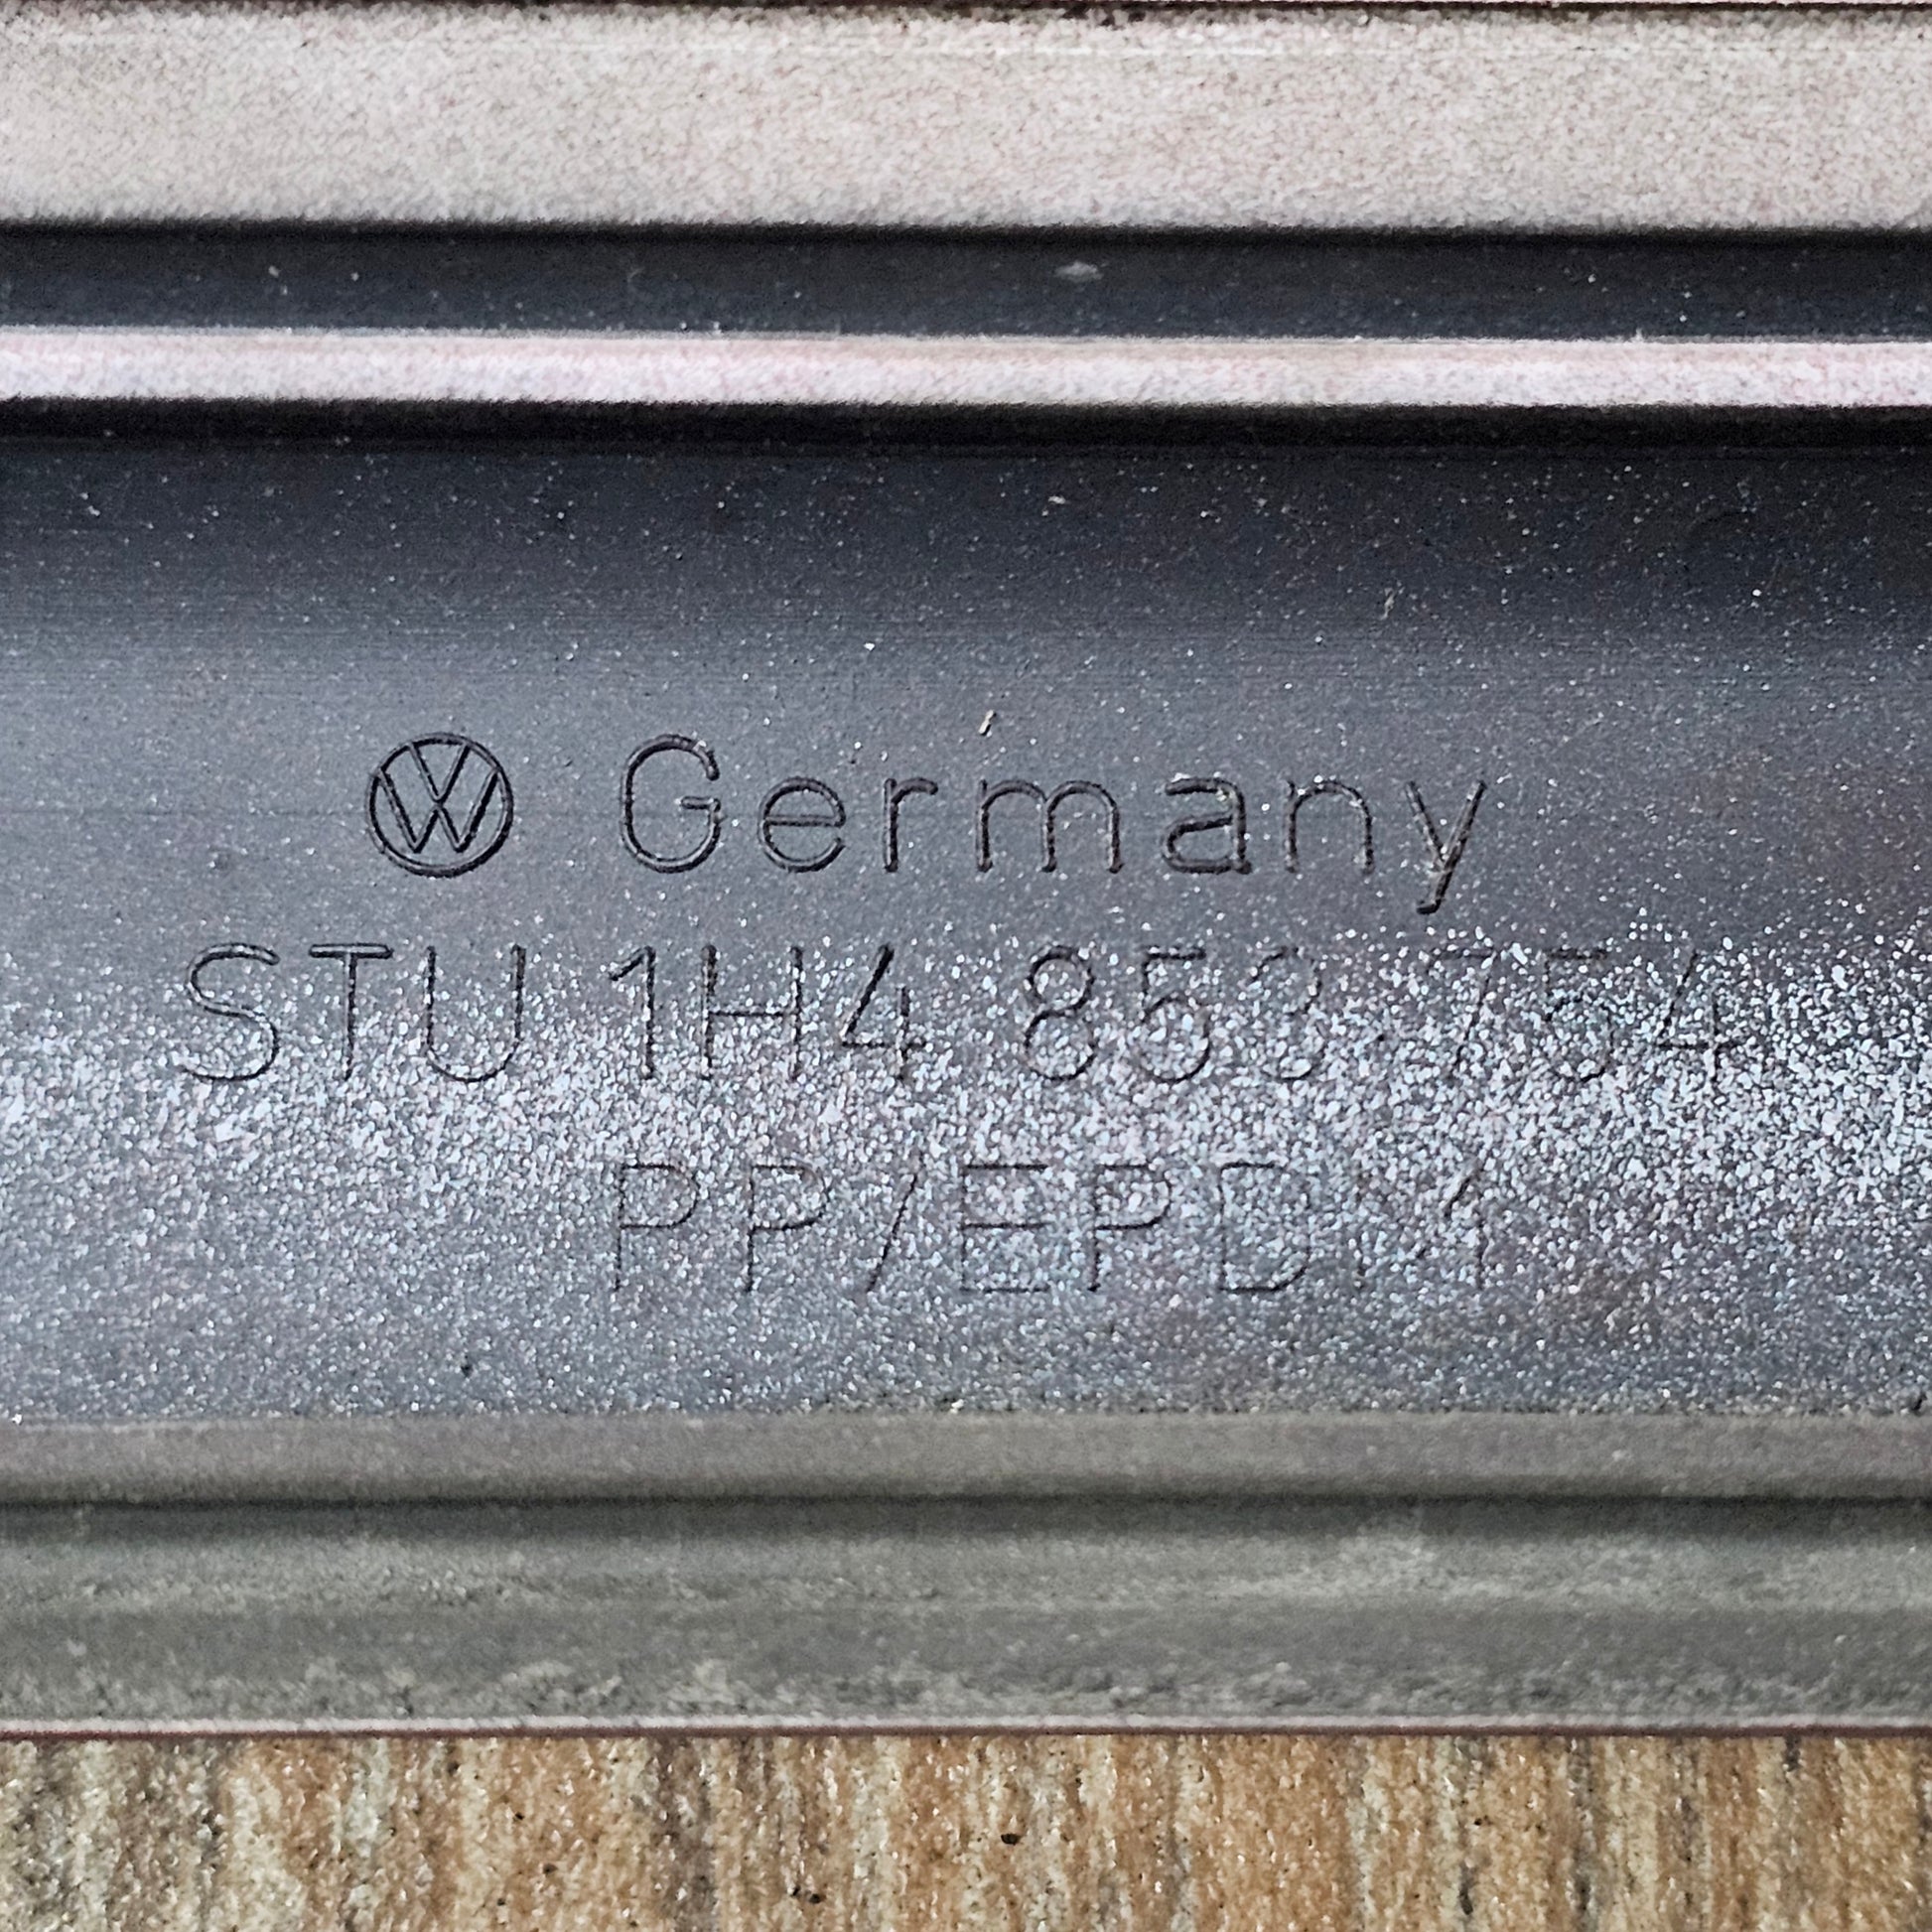 Germany
STU 1H4 853 754
PP/EPDM